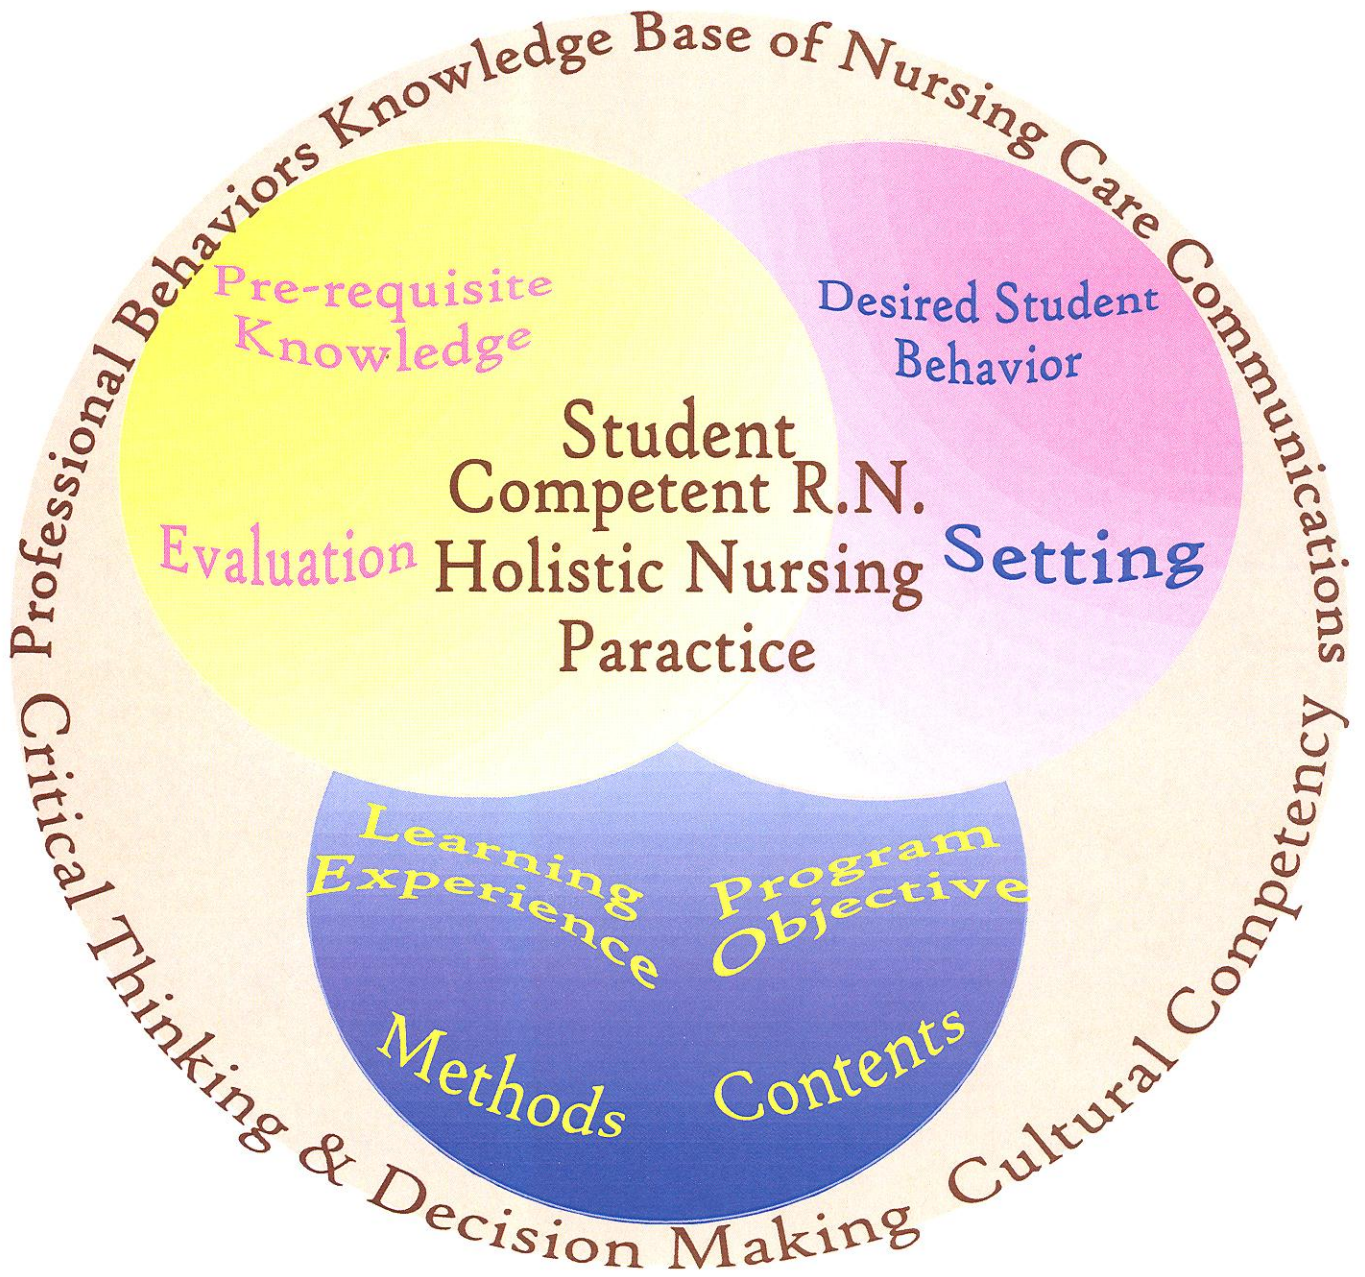 Professional Behaviors Knowledge Base of Nursing Care Communications
Pre-requisite
Knowledge
Desired Student
Behavior
Student
Competent R.N.
Evaluation
Holistic Nursing
Setting
Paractice
Learning
Experience
Program
Objective
Methods
Contents
Critical Thinking & Decision Making Cultural Competency